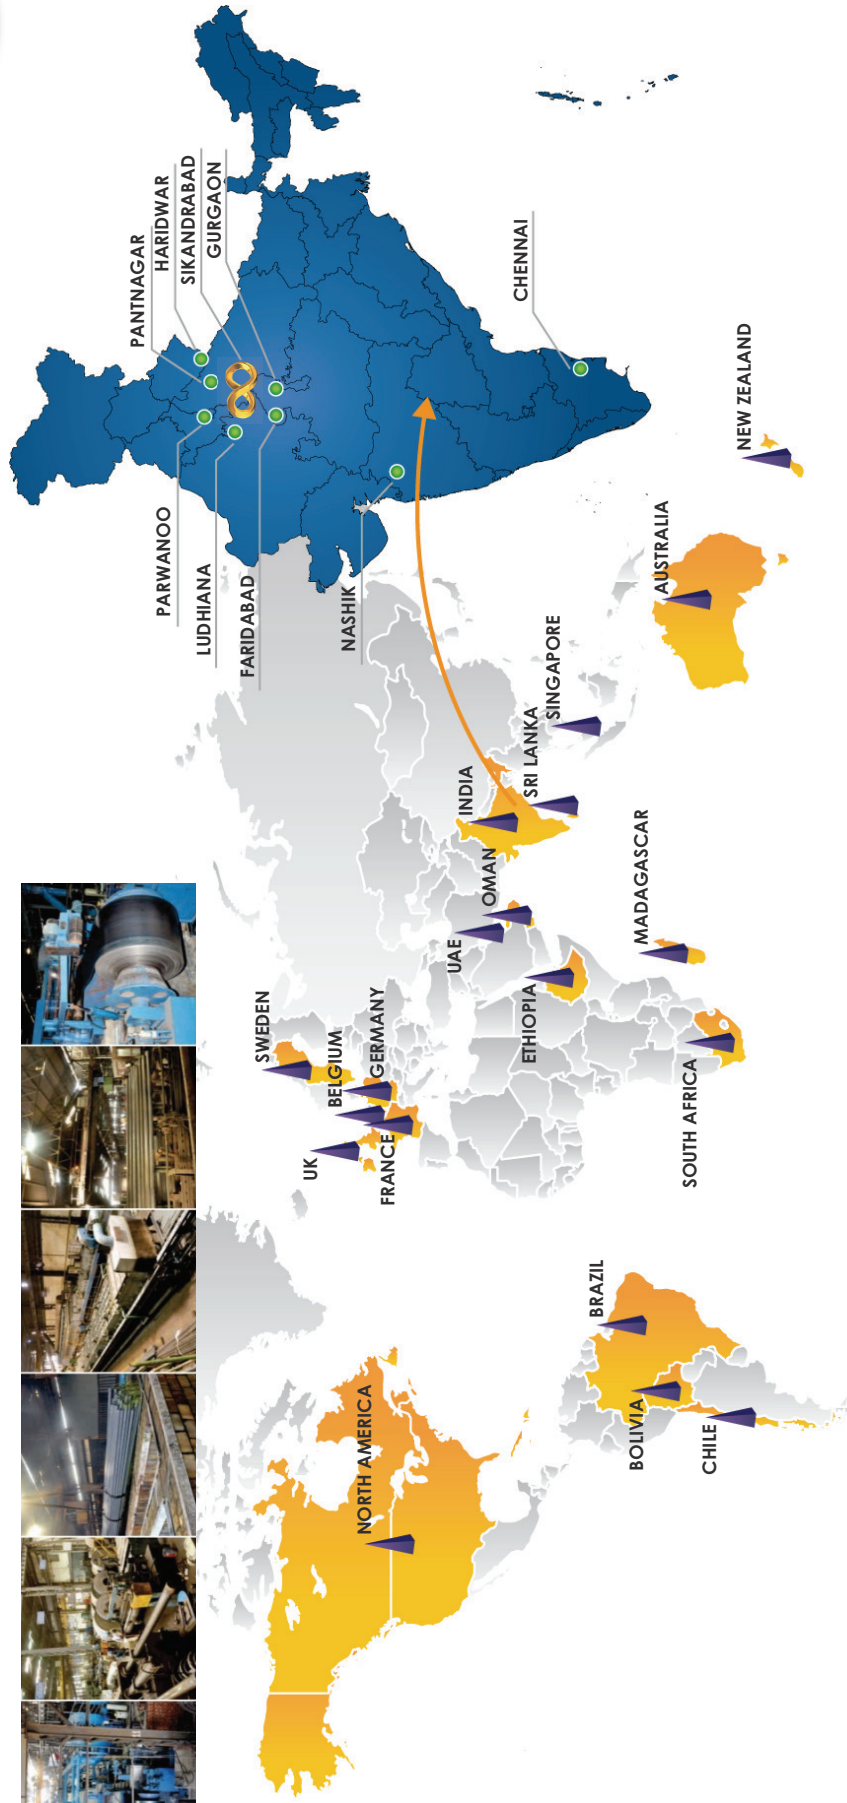 PANTNAGAR
HARIDWAR
SIKANDRABAD
GURGAON
PARWANOO
LUDHIANA
FARIDABAD
NASHIK
CHENNAI
NORTH AMERICA
BRAZIL
BOLIVIA
CHILE
UK
FRANCE
BELGIUM
GERMANY
SWEDEN
ETHIOPIA
SOUTH AFRICA
MADAGASCAR
UAE
OMAN
INDIA
SRI LANKA
SINGAPORE
AUSTRALIA
NEW ZEALAND